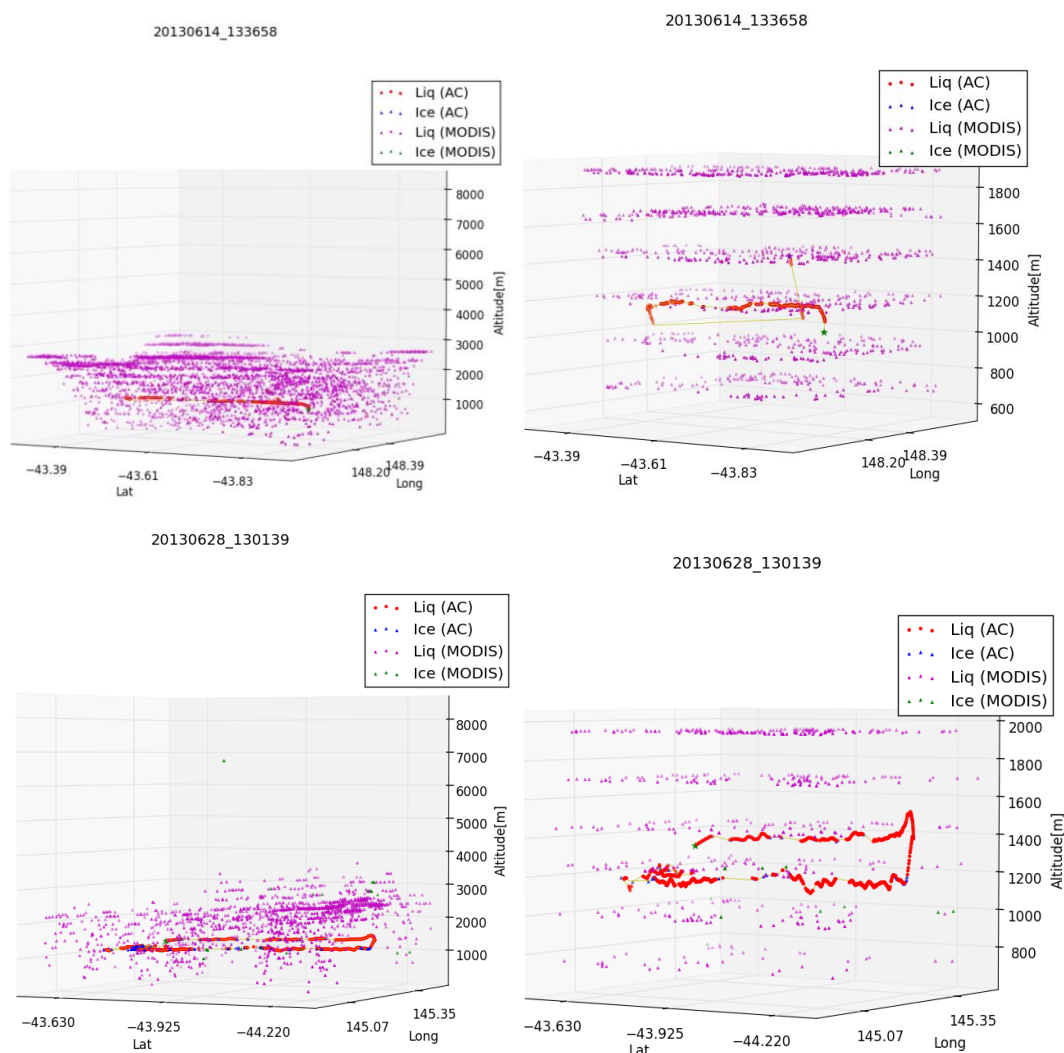 20130614_133658
Liq (AC)
Ice (AC)
Liq (MODIS)
Ice (MODIS)
8000
7000
6000
5000
4000
3000
2000
1000
Altitude[m]
−43.39
−43.61
−43.83
Lat
148.20
148.39
Long
20130614_133658
Liq (AC)
Ice (AC)
Liq (MODIS)
Ice (MODIS)
1800
1600
1400
1200
1000
800
600
Altitude[m]
−43.39
−43.61
−43.83
Lat
148.20
148.39
Long
20130628_130139
Liq (AC)
Ice (AC)
Liq (MODIS)
Ice (MODIS)
8000
7000
6000
5000
4000
3000
2000
1000
Altitude[m]
−43.630
−43.925
−44.220
Lat
145.07
145.35
Long
20130628_130139
Liq (AC)
Ice (AC)
Liq (MODIS)
Ice (MODIS)
2000
1800
1600
1400
1200
1000
800
Altitude[m]
−43.630
−43.925
−44.220
Lat
145.07
145.35
Long